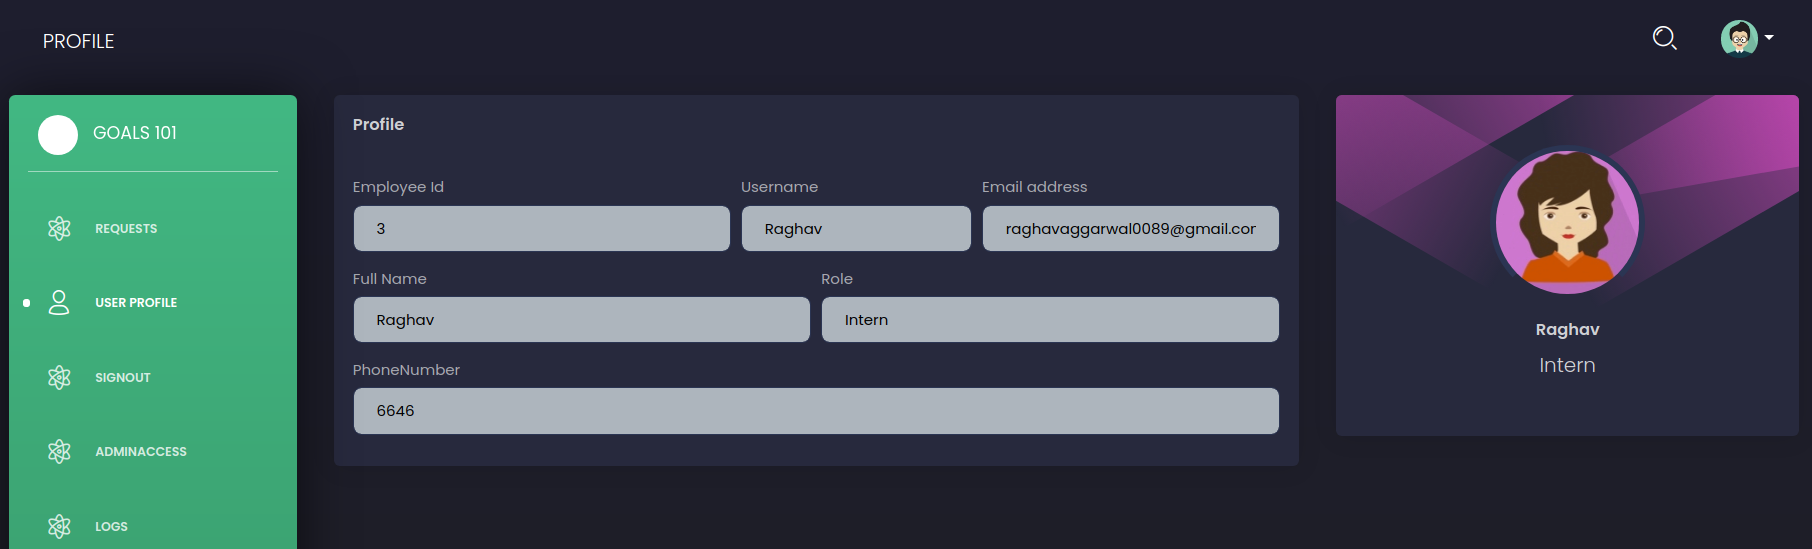 PROFILE
GOALS 101
REQUESTS
USER PROFILE
SIGNOUT
ADMINACCESS
LOGS
Profile
Employee Id Username Email address
3 Raghav raghavaggarwal0089@gmail.cor
Full Name Role
Raghav Intern
PhoneNumber
6646
Raghav
Intern